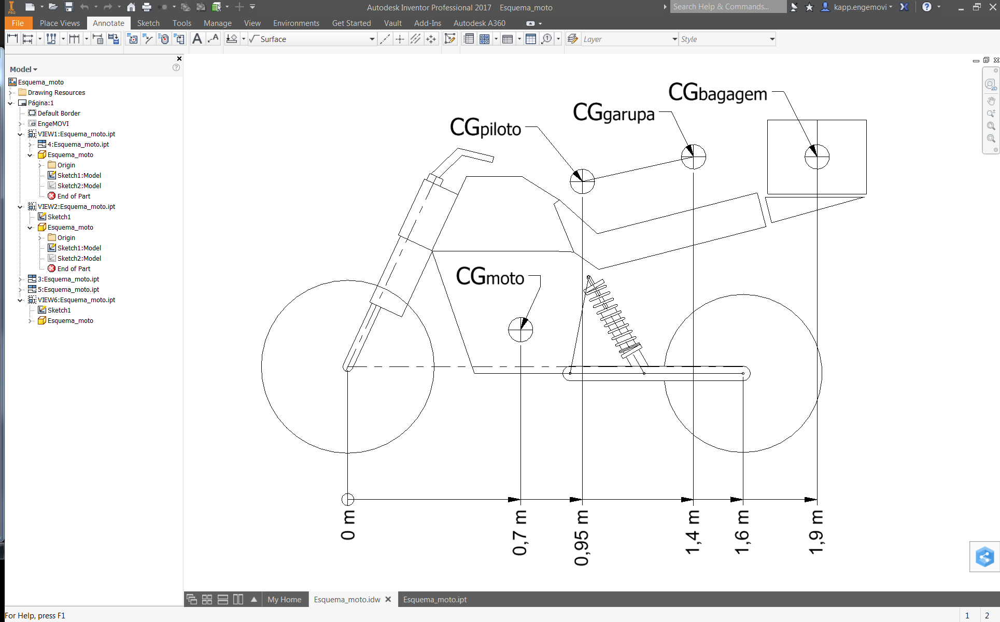 PRO
Autodesk Inventor Professional 2017 Esquema_moto
Search Help & Commands...
kapp.engemovi
File Place Views Annotate Sketch Tools Manage View Environments Get Started Vault Add-Ins Autodesk A360
Surface
Layer
Style
Model
Esquema_moto
Drawing Resources
Página:1
Default Border
EngeMOVI
VIEW1:Esquema_moto.ipt
4:Esquema_moto.ipt
Esquema_moto
Origin
Sketch1:Model
Sketch2:Model
End of Part
VIEW2:Esquema_moto.ipt
Sketch1
Esquema_moto
Origin
Sketch1:Model
Sketch2:Model
End of Part
3:Esquema_moto.ipt
5:Esquema_moto.ipt
VIEW6:Esquema_moto.ipt
Sketch1
Esquema_moto
CGbagagem
CGgarupa
CGpiloto
CGmoto
0 m
0,7 m
0,95 m
1,4 m
1,6 m
1,9 m
2D
My Home
Esquema_moto.idw
Esquema_moto.ipt
For Help, press F1
1 2